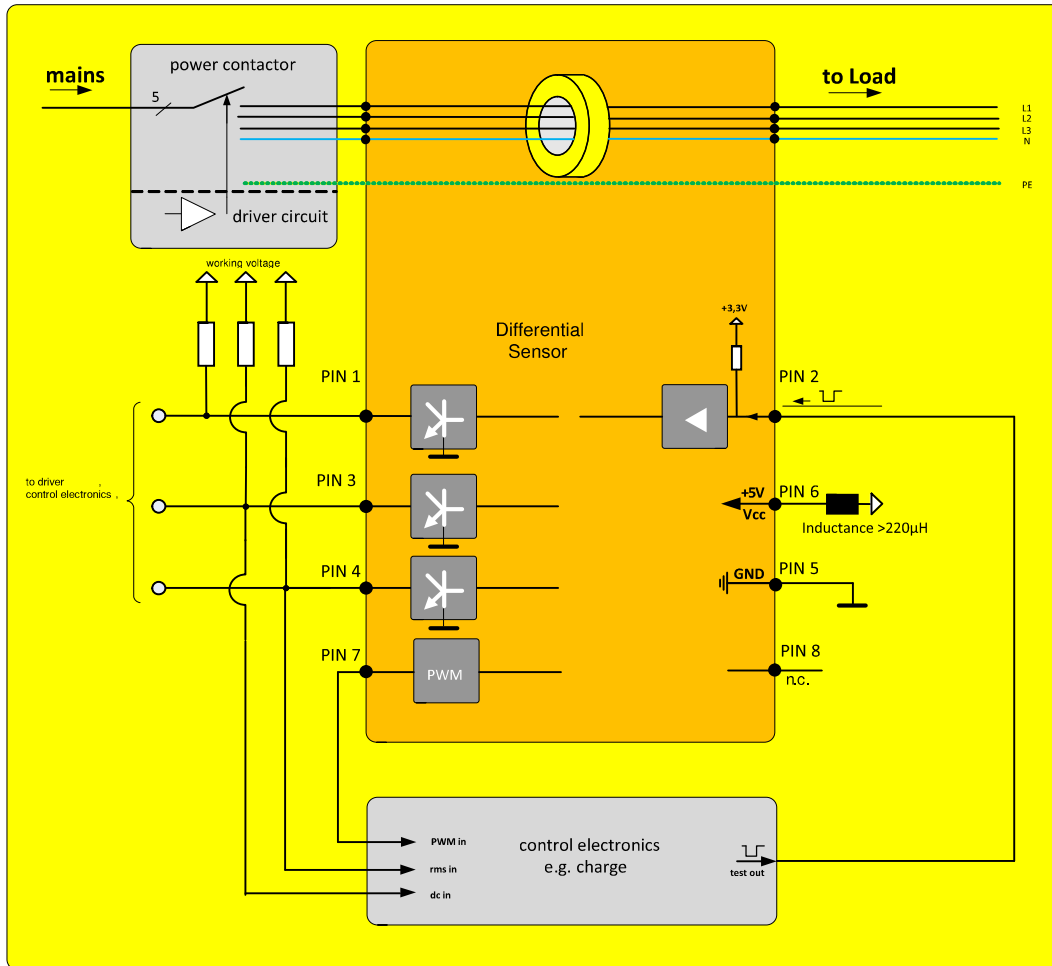 mains
power contactor
5
driver circuit
to Load
L1
L2
L3
N
PE
working voltage
Differential
Sensor
+3,3V
PIN 1
PIN 2
to driver ,
control electronics ,
PIN 3
+5V
Vcc
PIN 6
Inductance >220µH
PIN 4
GND
PIN 5
PIN 7
PWM
PIN 8
n.c.
PWM in
rms in
dc in
control electronics
e.g. charge
test out